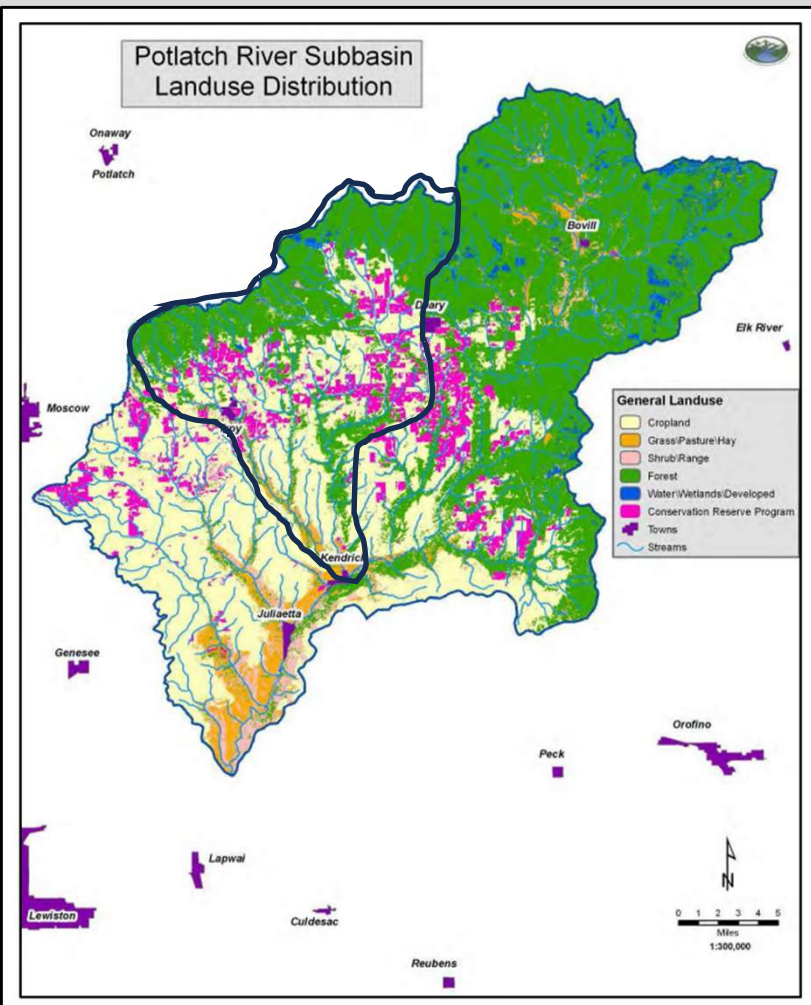 Potlatch River Subbasin
Landuse Distribution
Onaway
Potlatch
Bovill
Elk River
Moscow
Kendrick
Juliaetta
Genesee
Peck
Orofino
Lapwai
Lewiston
Culdesac
Reubens
General Landuse
Cropland
Grass\Pasture\Hay
Shrub\Range
Forest
Water\Wetlands\Developed
Conservation Reserve Program
Towns
Streams
N
0 1 2 3 4 5
Miles
1:300,000